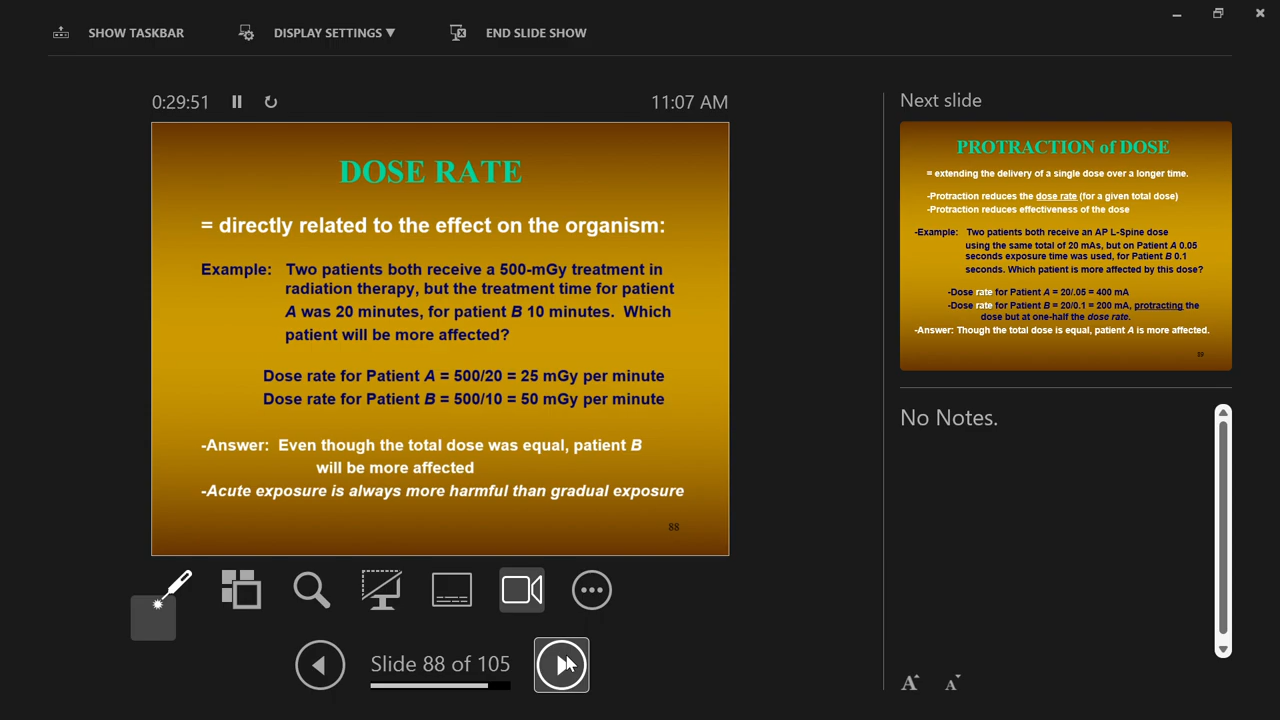 SHOW TASKBAR
DISPLAY SETTINGS ▼
END SLIDE SHOW
0:29:51
11:07 AM
DOSE RATE
= directly related to the effect on the organism:
Example: Two patients both receive a 500-mGy treatment in
radiation therapy, but the treatment time for patient
A was 20 minutes, for patient B 10 minutes. Which
patient will be more affected?
Dose rate for Patient A = 500/20 = 25 mGy per minute
Dose rate for Patient B = 500/10 = 50 mGy per minute
-Answer: Even though the total dose was equal, patient B
will be more affected
-Acute exposure is always more harmful than gradual exposure
88
Slide 88 of 105
Next slide
PROTRACTION of DOSE
= extending the delivery of a single dose over a longer time.
-Protraction reduces the dose rate (for a given total dose)
-Protraction reduces effectiveness of the dose
-Example: Two patients both receive an AP L-Spine dose
using the same total of 20 mAs, but on Patient A 0.05
seconds exposure time was used, for Patient B 0.1
seconds. Which patient is more affected by this dose?
-Dose rate for Patient A = 20/.05 = 400 mA
-Dose rate for Patient B = 20/0.1 = 200 mA, protracting the
dose but at one-half the dose rate.
-Answer: Though the total dose is equal, patient A is more affected.
89
No Notes.
A A